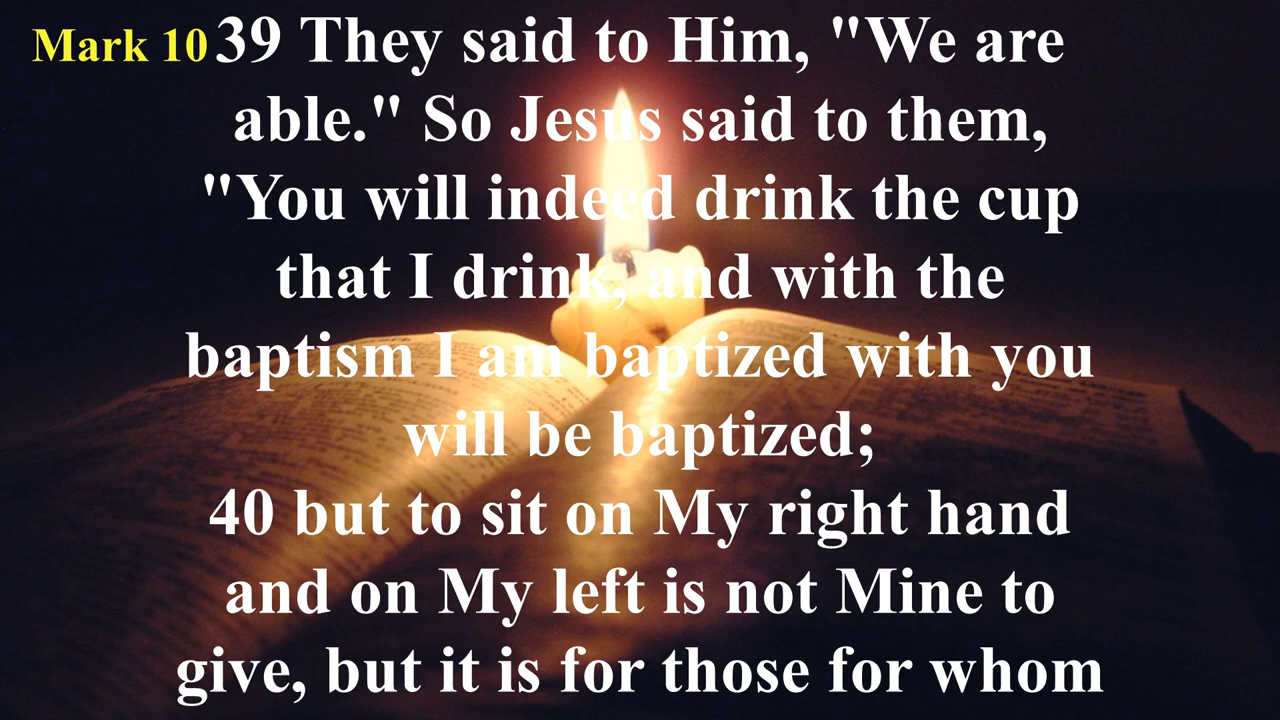 Mark 10 39 They said to Him, "We are
able." So Jesus said to them,
"You will indeed drink the cup
that I drink, and with the
baptism I am baptized with you
will be baptized;
40 but to sit on My right hand
and on My left is not Mine to
give, but it is for those for whom